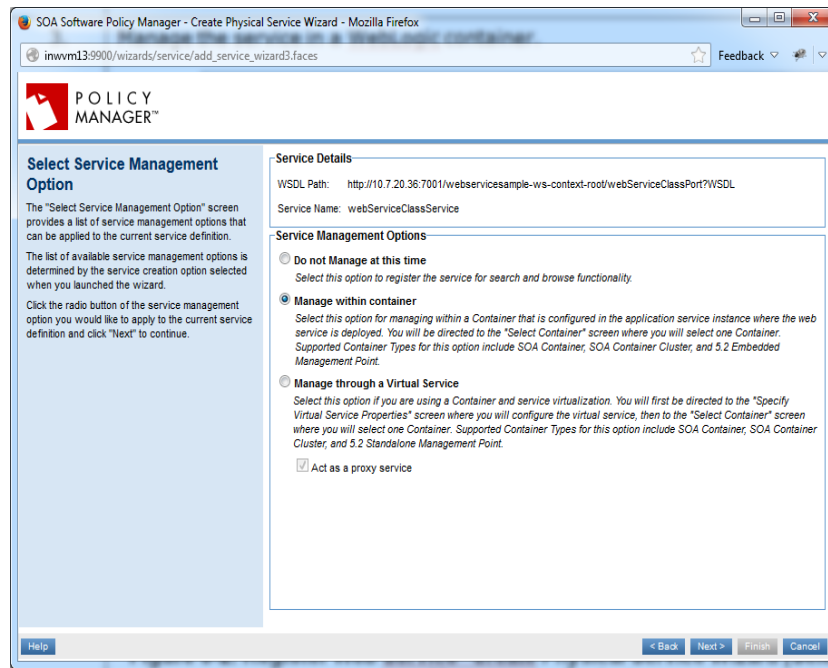 SOA Software Policy Manager - Create Physical Service Wizard - Mozilla Firefox
3. Manage the service in a WebLogic container.
inwvm13:9900/wizards/service/add_service_wizard3.faces
Feedback
POLICY
MANAGER™
Select Service Management
Option
The "Select Service Management Option" screen
provides a list of service management options that
can be applied to the current service definition.
The list of available service management options is
determined by the service creation option selected
when you launched the wizard.
Click the radio button of the service management
option you would like to apply to the current service
definition and click "Next" to continue.
Service Details
WSDL Path: http://10.7.20.36:7001/webservicesample-ws-context-root/webServiceClassPort?WSDL
Service Name: webServiceClassService
Service Management Options
Do not Manage at this time
Select this option to register the service for search and browse functionality.
Manage within container
Select this option for managing within a Container that is configured in the application service instance where the web
service is deployed. You will be directed to the "Select Container" screen where you will select one Container.
Supported Container Types for this option include SOA Container, SOA Container Cluster, and 5.2 Embedded
Management Point.
Manage through a Virtual Service
Select this option if you are using a Container and service virtualization. You will first be directed to the "Specify
Virtual Service Properties" screen where you will configure the virtual service, then to the "Select Container" screen
where you will select one Container. Supported Container Types for this option include SOA Container, SOA Container
Cluster, and 5.2 Standalone Management Point.
Act as a proxy service
Help
< Back
Next >
Finish
Cancel